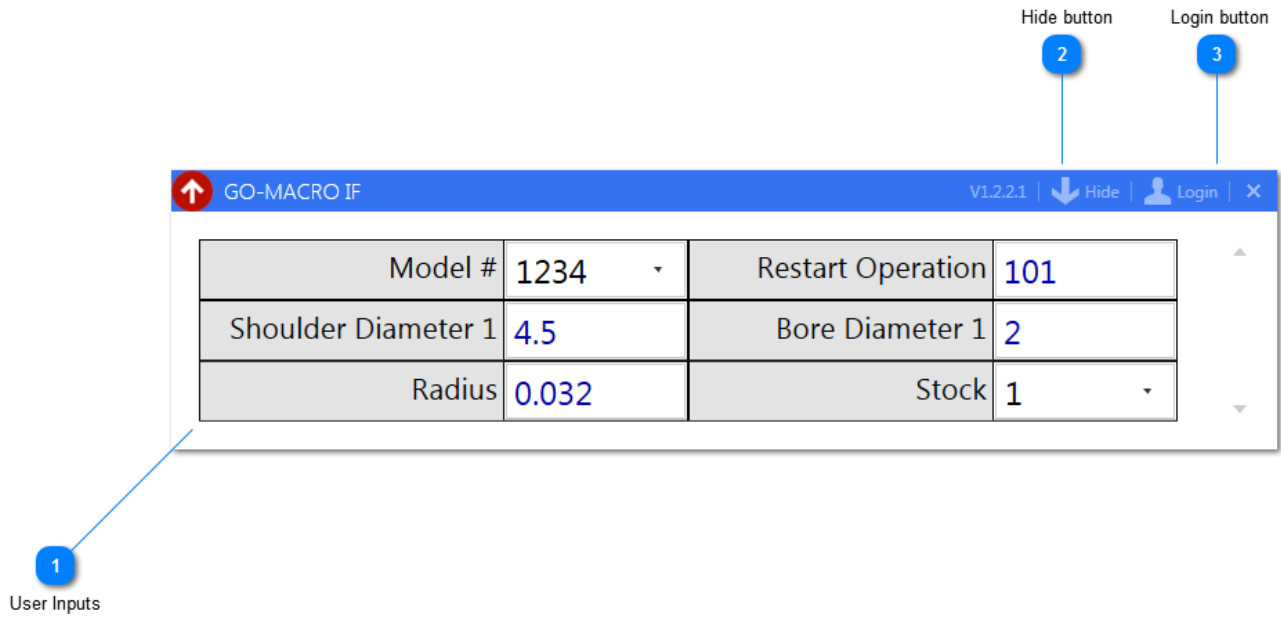 Hide button Login button
2 3
GO-MACRO IF V1.2.2.1 | Hide | Login | ×
Model # 1234 Restart Operation 101
Shoulder Diameter 1 4.5 Bore Diameter 1 2
Radius 0.032 Stock 1
1
User Inputs